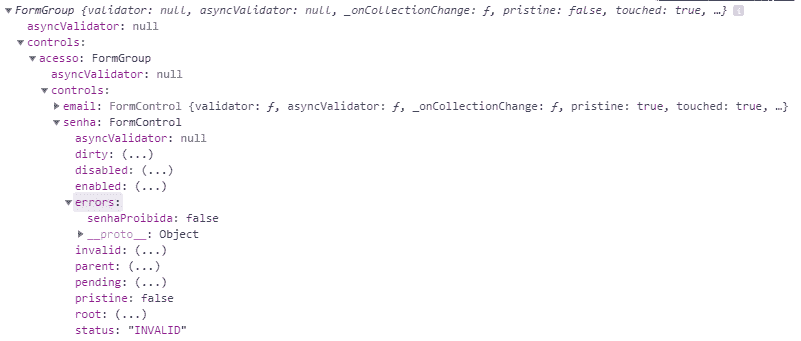 ▼FormGroup {validator: null, asyncValidator: null, _onCollectionChange: ƒ, pristine: false, touched: true, …} i
asyncValidator: null
▼controls:
▼acesso: FormGroup
asyncValidator: null
▼controls:
▶email: FormControl {validator: ƒ, asyncValidator: ƒ, _onCollectionChange: ƒ, pristine: true, touched: true, …}
▼senha: FormControl
asyncValidator: null
dirty: (...)
disabled: (...)
enabled: (...)
▼errors:
senhaProibida: false
▶__proto__: Object
invalid: (...)
parent: (...)
pending: (...)
pristine: false
root: (...)
status: "INVALID"